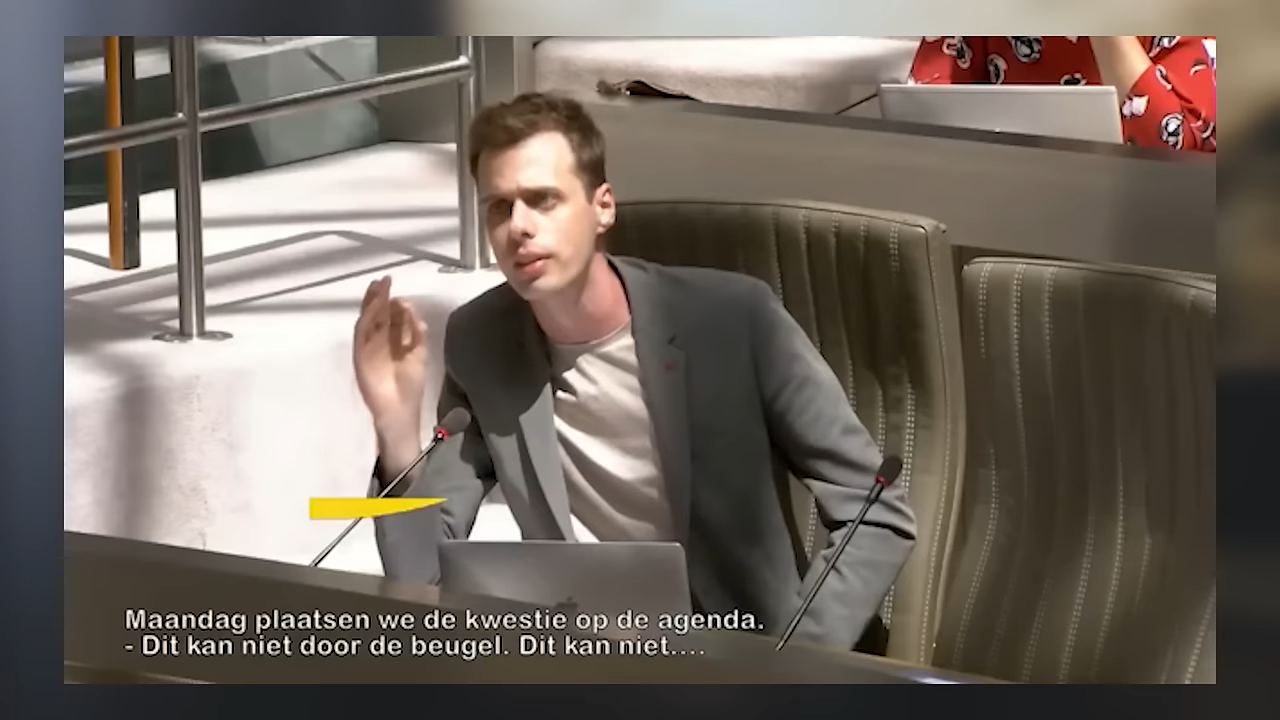 Maandag plaatsen we de kwestie op de agenda.
- Dit kan niet door de beugel. Dit kan niet....